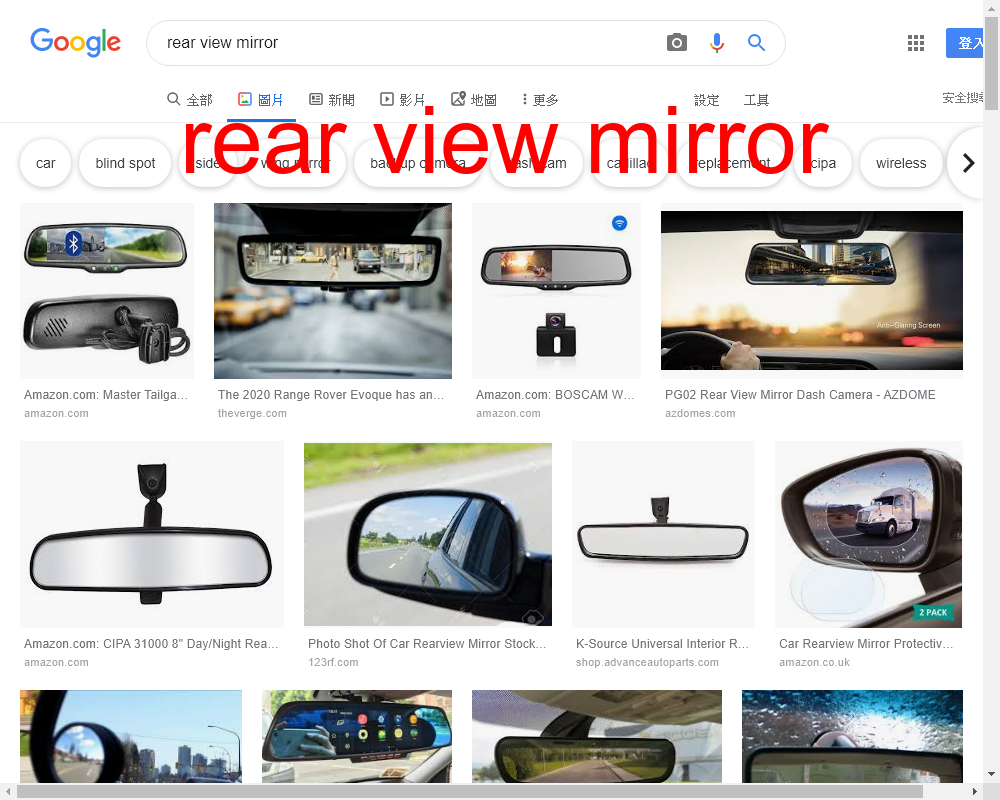 Google
rear view mirror
登入
全部 圖片 新聞 影片 地圖 更多 設定 工具 安全搜尋
rear view mirror
car blind spot side wing mirror backup camera dash cam cadillac replacement cipa wireless
Anti-Glaring Screen
Amazon.com: Master Tailga... The 2020 Range Rover Evoque has an... Amazon.com: BOSCAM W... PG02 Rear View Mirror Dash Camera - AZDOME
amazon.com theverge.com amazon.com azdomes.com
2 PACK
Amazon.com: CIPA 31000 8" Day/Night Rea... Photo Shot Of Car Rearview Mirror Stock... K-Source Universal Interior R... Car Rearview Mirror Protectiv...
amazon.com 123rf.com shop.advanceautoparts.com amazon.co.uk